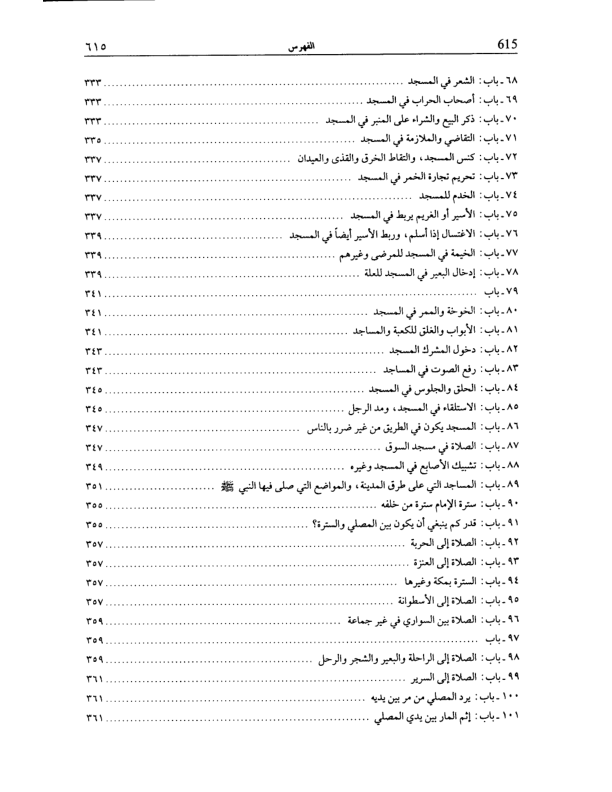 615 الفهرس ٦١٥
٦٨ ـ باب: الشعر في المسجد ... ٣٣٣
٦٩ ـ باب: أصحاب الحراب في المسجد ... ٣٣٣
٧٠ ـ باب: ذكر البيع والشراء على المنبر في المسجد ... ٣٣٣
٧١ ـ باب: التقاضي والملازمة في المسجد ... ٣٣٥
٧٢ ـ باب: كنس المسجد، والتقاط الخرق والقذى والعيدان ... ٣٣٧
٧٣ ـ باب: تحريم تجارة الخمر في المسجد ... ٣٣٧
٧٤ ـ باب: الخدم للمسجد ... ٣٣٧
٧٥ ـ باب: الأسير أو الغريم يربط في المسجد ... ٣٣٧
٧٦ ـ باب: الاغتسال إذا أسلم، وربط الأسير أيضاً في المسجد ... ٣٣٩
٧٧ ـ باب: الخيمة في المسجد للمرضى وغيرهم ... ٣٣٩
٧٨ ـ باب: إدخال البعير في المسجد للعلة ... ٣٣٩
٧٩ ـ باب ... ٣٤١
٨٠ ـ باب: الخوخة والممر في المسجد ... ٣٤١
٨١ ـ باب: الأبواب والغلق للكعبة والمساجد ... ٣٤١
٨٢ ـ باب: دخول المشرك المسجد ... ٣٤٣
٨٣ ـ باب: رفع الصوت في المساجد ... ٣٤٣
٨٤ ـ باب: الحلق والجلوس في المسجد ... ٣٤٥
٨٥ ـ باب: الاستلقاء في المسجد، ومد الرجل ... ٣٤٥
٨٦ ـ باب: المسجد يكون في الطريق من غير ضرر بالناس ... ٣٤٧
٨٧ ـ باب: الصلاة في مسجد السوق ... ٣٤٧
٨٨ ـ باب: تشبيك الأصابع في المسجد وغيره ... ٣٤٩
٨٩ ـ باب: المساجد التي على طرق المدينة، والمواضع التي صلى فيها النبي ﷺ ... ٣٥١
٩٠ ـ باب: سترة الإمام سترة من خلفه ... ٣٥٥
٩١ ـ باب: قدر كم ينبغي أن يكون بين المصلي والسترة؟ ... ٣٥٥
٩٢ ـ باب: الصلاة إلى الحربة ... ٣٥٧
٩٣ ـ باب: الصلاة إلى العنزة ... ٣٥٧
٩٤ ـ باب: السترة بمكة وغيرها ... ٣٥٧
٩٥ ـ باب: الصلاة إلى الأسطوانة ... ٣٥٧
٩٦ ـ باب: الصلاة بين السواري في غير جماعة ... ٣٥٩
٩٧ ـ باب ... ٣٥٩
٩٨ ـ باب: الصلاة إلى الراحلة والبعير والشجر والرحل ... ٣٥٩
٩٩ ـ باب: الصلاة إلى السرير ... ٣٦١
١٠٠ ـ باب: يرد المصلي من مر بين يديه ... ٣٦١
١٠١ ـ باب: إثم المار بين يدي المصلي ... ٣٦١